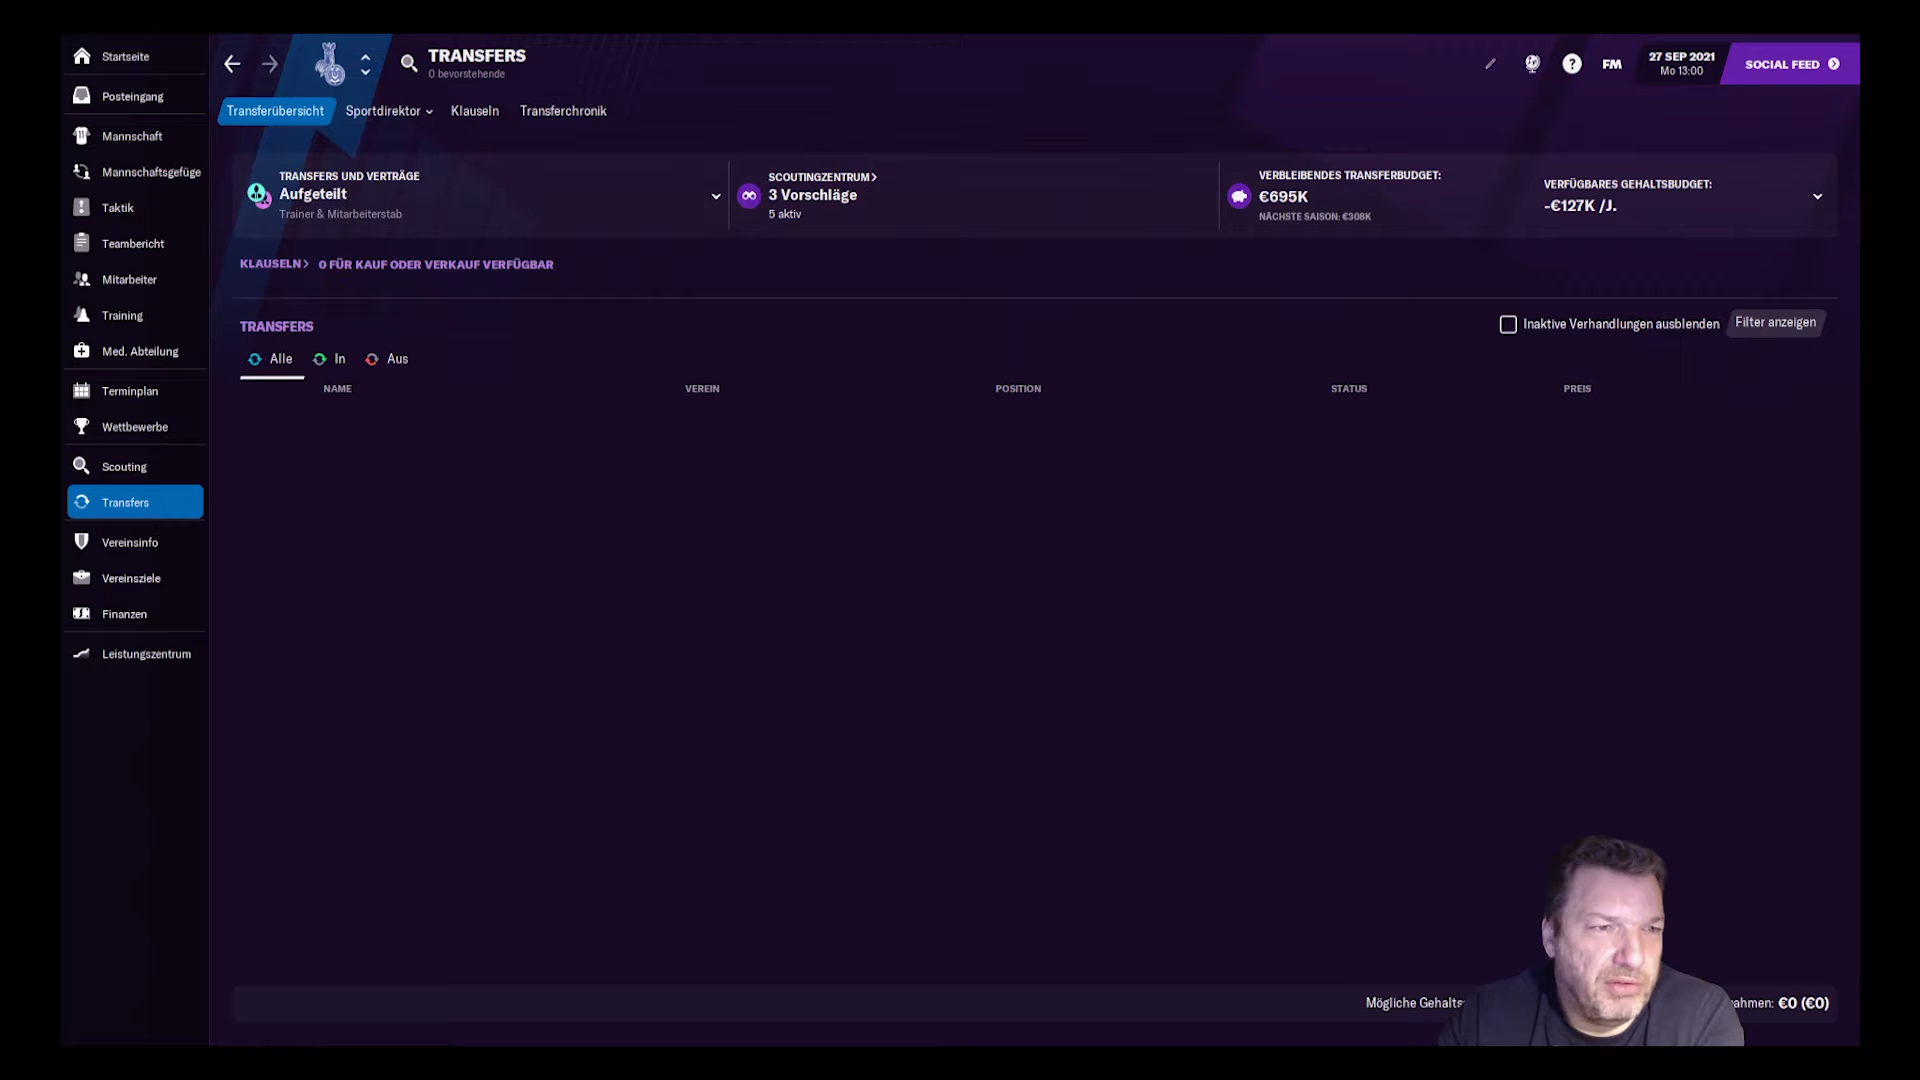 Startseite
Posteingang
Mannschaft
Mannschaftsgefüge
Taktik
Teambericht
Mitarbeiter
Training
Med. Abteilung
Terminplan
Wettbewerbe
Scouting
Transfers
Vereinsinfo
Vereinsziele
Finanzen
Leistungszentrum
TRANSFERS
0 bevorstehende
FM
27 SEP 2021
Mo 13:00
SOCIAL FEED
Transferübersicht Sportdirektor Klauseln Transferchronik
TRANSFERS UND VERTRÄGE
Aufgeteilt
Trainer & Mitarbeiterstab
SCOUTINGZENTRUM>
3 Vorschläge
5 aktiv
VERBLEIBENDES TRANSFERBUDGET:
€695K
NÄCHSTE SAISON: €306K
VERFÜGBARES GEHALTSBUDGET:
-€127K /J.
KLAUSELN> 0 FÜR KAUF ODER VERKAUF VERFÜGBAR
TRANSFERS
Inaktive Verhandlungen ausblenden Filter anzeigen
Alle In Aus
NAME VEREIN POSITION STATUS PREIS
Mögliche Gehalts ahmen: €0 (€0)